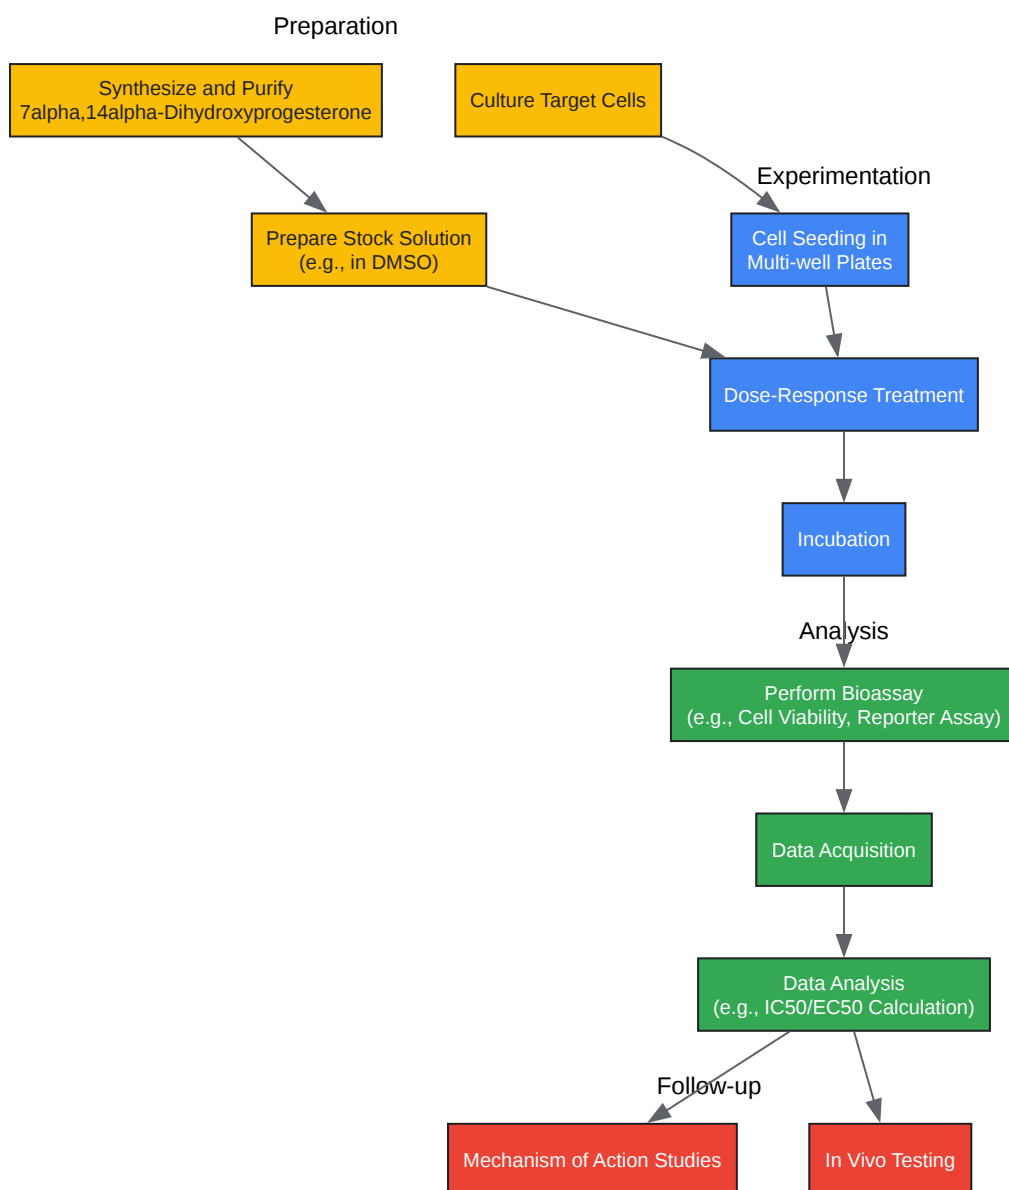 Preparation
Synthesize and Purify
7alpha,14alpha-Dihydroxyprogesterone
Culture Target Cells
Experimentation
Prepare Stock Solution
(e.g., in DMSO)
Cell Seeding in
Multi-well Plates
Dose-Response Treatment
Incubation
Analysis
Perform Bioassay
(e.g., Cell Viability, Reporter Assay)
Data Acquisition
Data Analysis
(e.g., IC50/EC50 Calculation)
Follow-up
Mechanism of Action Studies
In Vivo Testing